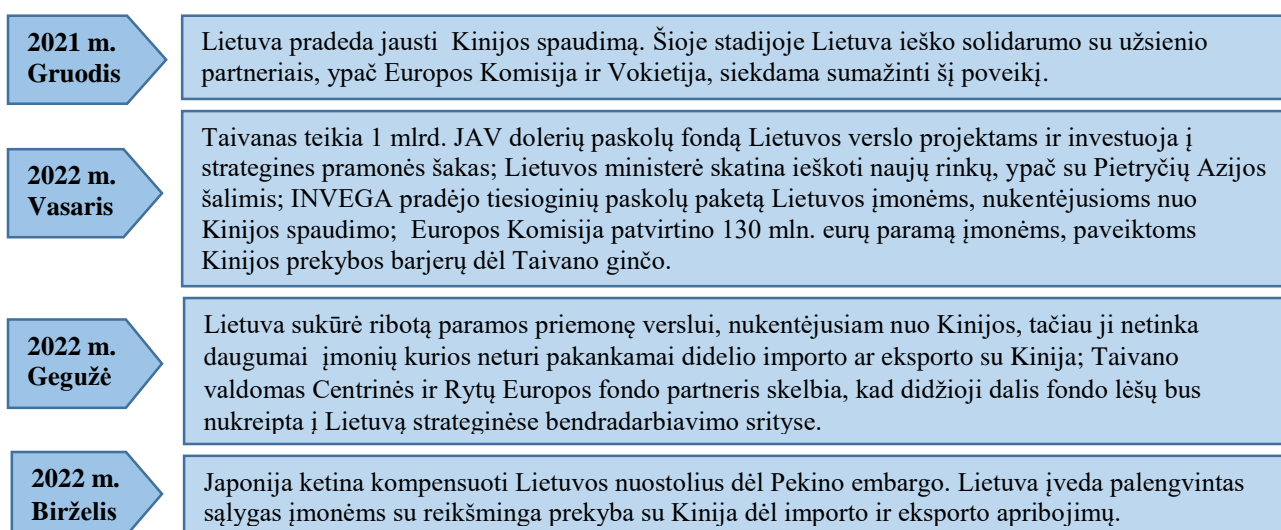 2021 m.
Gruodis
Lietuva pradeda jausti Kinijos spaudimą. Šioje stadijoje Lietuva ieško solidarumo su užsienio
partneriais, ypač Europos Komisija ir Vokietija, siekdama sumažinti šį poveikį.
2022 m.
Vasaris
Taivanas teikia 1 mlrd. JAV dolerių paskolų fondą Lietuvos verslo projektams ir investuoja į
strategines pramonės šakas; Lietuvos ministerė skatina ieškoti naujų rinkų, ypač su Pietryčių Azijos
šalimis; INVEGA pradėjo tiesioginių paskolų paketą Lietuvos įmonėms, nukentėjusioms nuo
Kinijos spaudimo; Europos Komisija patvirtino 130 mln. eurų paramą įmonėms, paveiktoms
Kinijos prekybos barjerų dėl Taivano ginčo.
2022 m.
Gegužė
Lietuva sukūrė ribotą paramos priemonę verslui, nukentėjusiam nuo Kinijos, tačiau ji netinka
daugumai įmonių kurios neturi pakankamai didelio importo ar eksporto su Kinija; Taivano
valdomas Centrinės ir Rytų Europos fondo partneris skelbia, kad didžioji dalis fondo lėšų bus
nukreipta į Lietuvą strateginėse bendradarbiavimo srityse.
2022 m.
Birželis
Japonija ketina kompensuoti Lietuvos nuostolius dėl Pekino embargo. Lietuva įveda palengvintas
sąlygas įmonėms su reikšminga prekyba su Kinija dėl importo ir eksporto apribojimų.